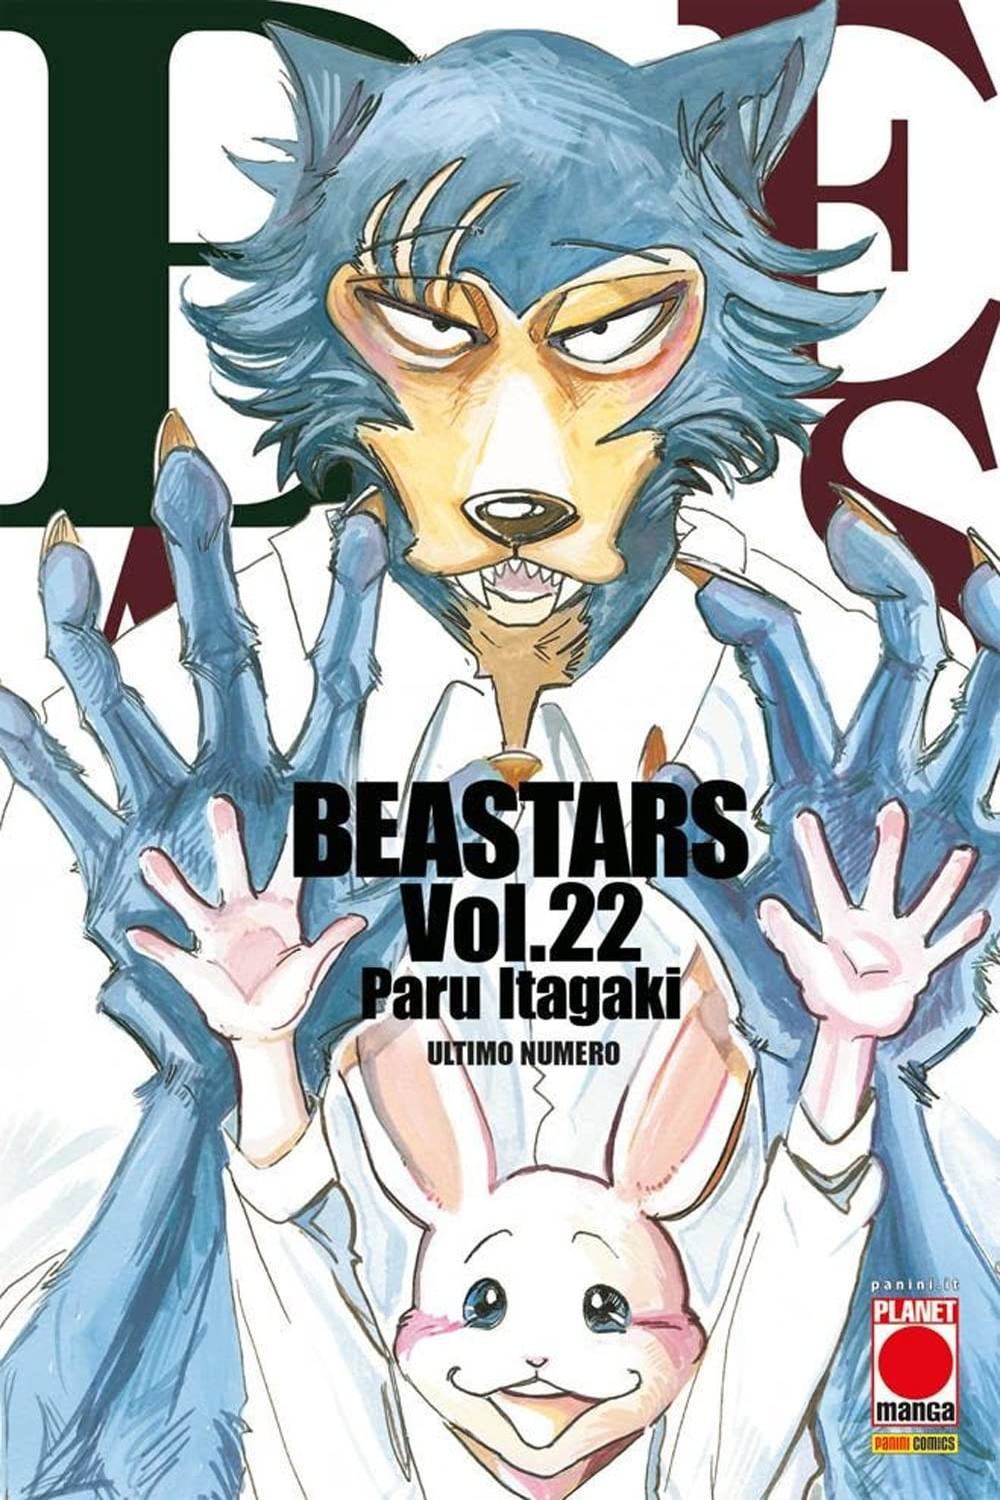 B E
A S
BEASTARS
Vol.22
Paru Itagaki
ULTIMO NUMERO
panini.it
PLANET
manga
PANINI COMICS